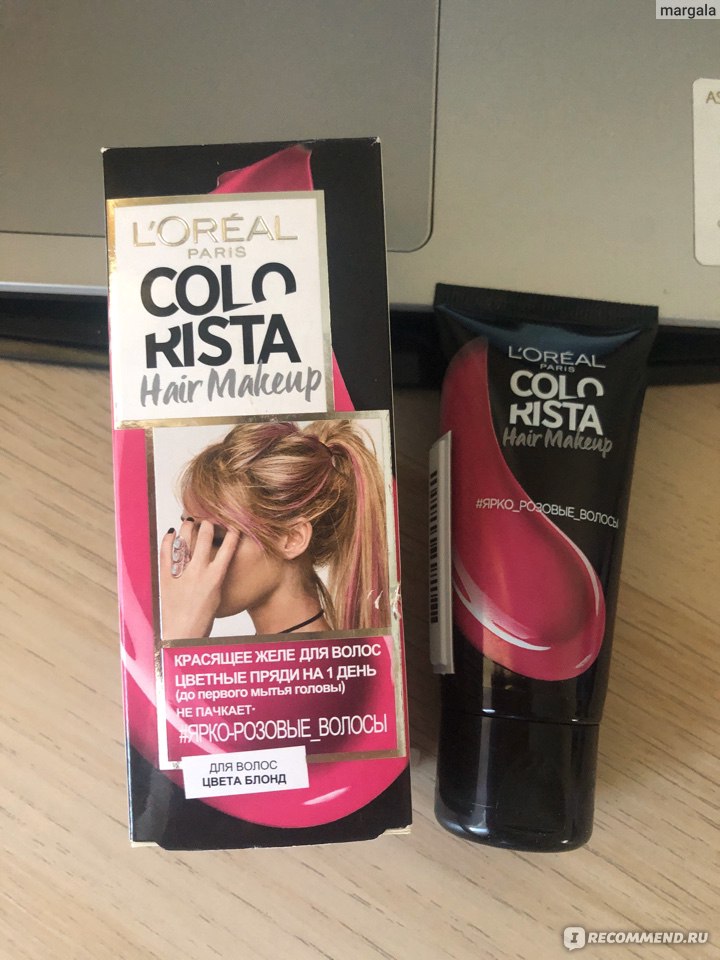 margala
L'ORÉAL
PARIS
COLO
RISTA
Hair Makeup
КРАСЯЩЕЕ ЖЕЛЕ ДЛЯ ВОЛОС
ЦВЕТНЫЕ ПРЯДИ НА 1 ДЕНЬ
(до первого мытья головы)
НЕ ПАЧКАЕТ-
#ЯРКО-РОЗОВЫЕ_ВОЛОСЫ
ДЛЯ ВОЛОС
ЦВЕТА БЛОНД
L'ORÉAL
PARIS
COLO
RISTA
Hair Makeup
#ЯРКО_РОЗОВЫЕ_ВОЛОСЫ
IRECOMMEND.RU